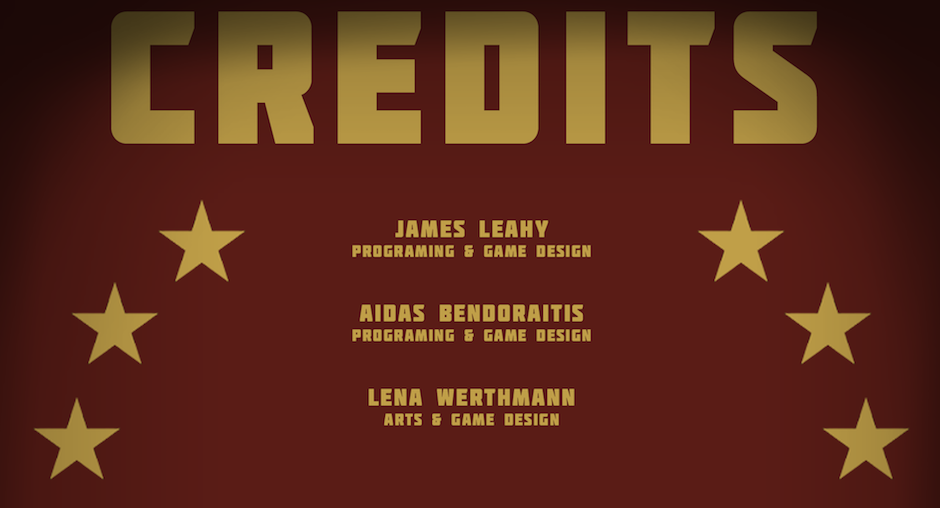 CREDITS
JAMES LEAHY
PROGRAMING & GAME DESIGN
AIDAS BENDORAITIS
PROGRAMING & GAME DESIGN
LENA WERTHMANN
ARTS & GAME DESIGN